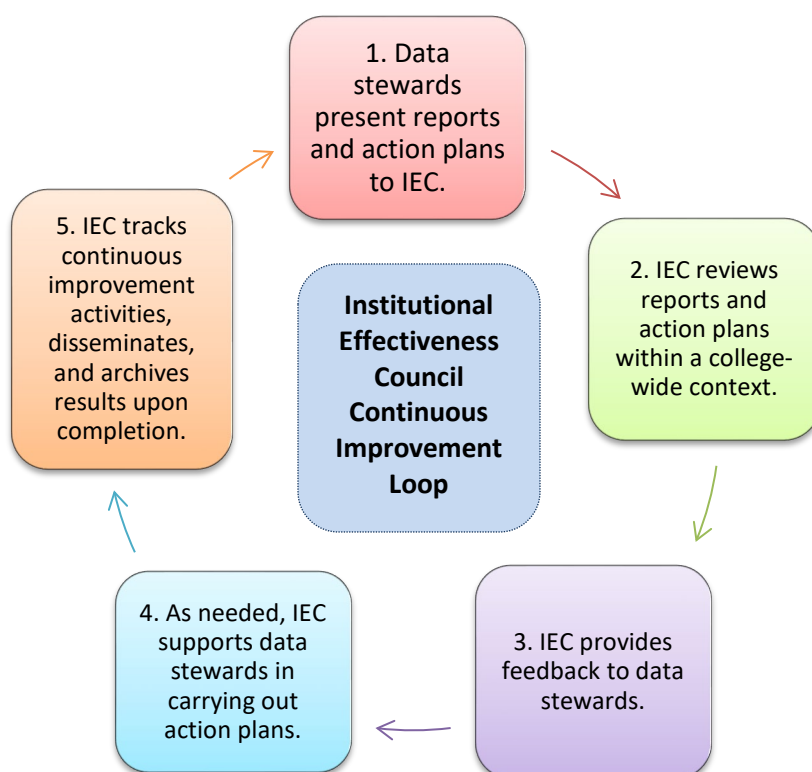 1. Data
stewards
present reports
and action plans
to IEC.
2. IEC reviews
reports and
action plans
within a college-
wide context.
3. IEC provides
feedback to data
stewards.
4. As needed, IEC
supports data
stewards in
carrying out
action plans.
5. IEC tracks
continuous
improvement
activities,
disseminates,
and archives
results upon
completion.
Institutional
Effectiveness
Council
Continuous
Improvement
Loop